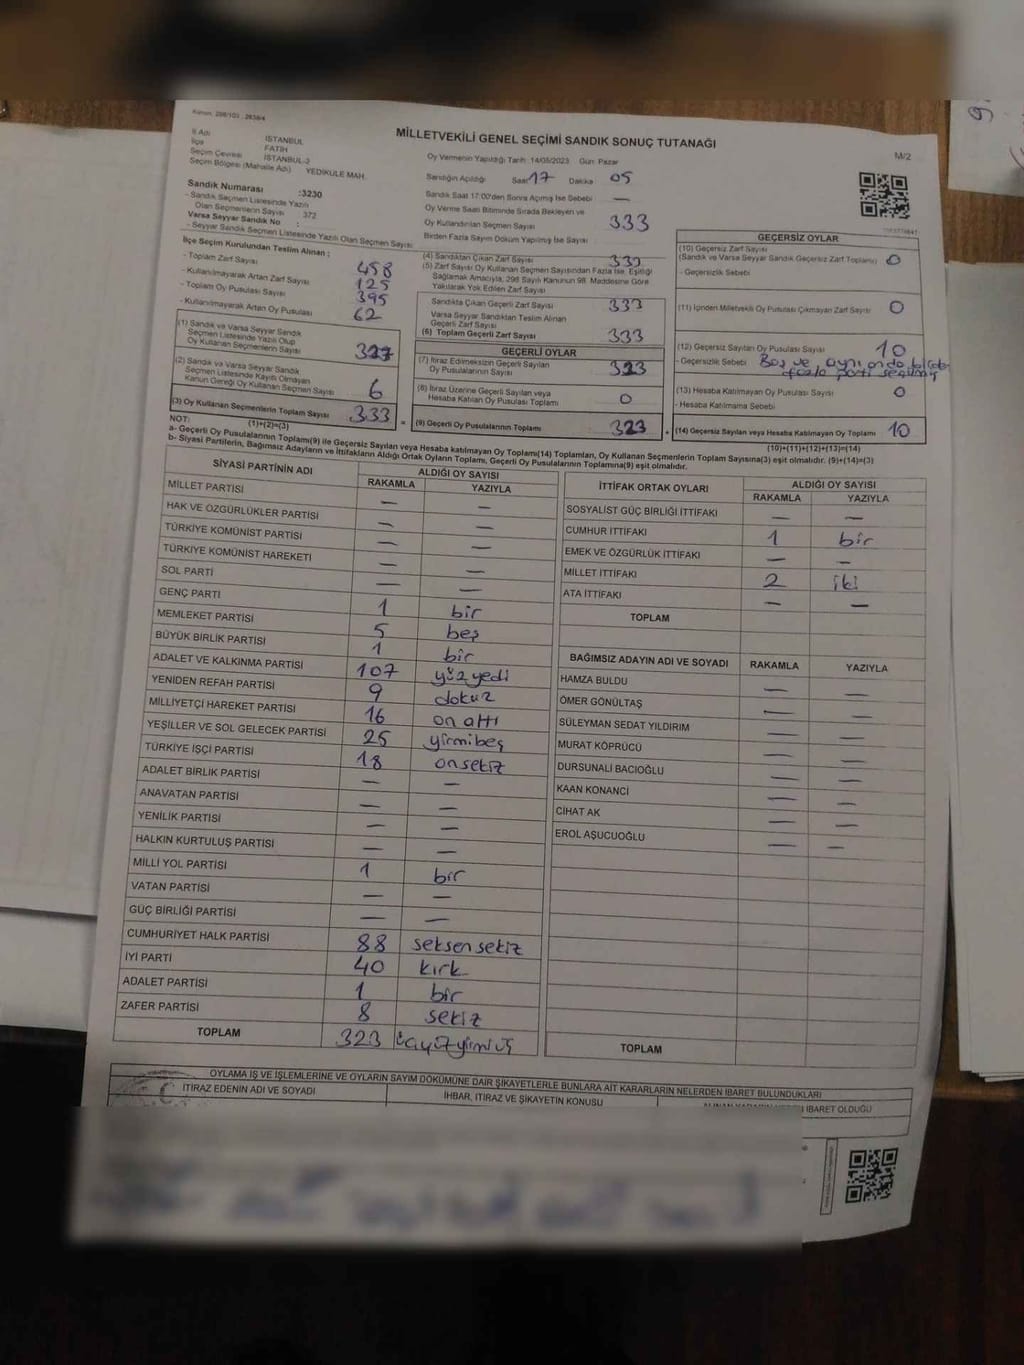 Kanun: 298/103 - 2839/4
MİLLETVEKİLİ GENEL SEÇİMİ SANDIK SONUÇ TUTANAĞI
M/2
İl Adı İSTANBUL
İlçe FATİH
Seçim Çevresi İSTANBUL-2
Seçim Bölgesi (Mahalle Adı) YEDİKULE MAH.
Sandık Numarası :3230
- Sandık Seçmen Listesinde Yazılı
Olan Seçmenlerin Sayısı 372
Varsa Seyyar Sandık No :
- Seyyar Sandık Seçmen Listesinde Yazılı Olan Seçmen Sayısı
Oy Vermenin Yapıldığı Tarih: 14/05/2023 Gün: Pazar
Sandığın Açıldığı Saat 17 Dakika 05
Sandık Saat 17:00'den Sonra Açılmış İse Sebebi —
Oy Verme Saati Bitiminde Sırada Bekleyen ve
Oy Kullandırılan Seçmen Sayısı 333
Birden Fazla Sayım Döküm Yapılmış İse Sayısı
İlçe Seçim Kurulundan Teslim Alınan :
- Toplam Zarf Sayısı 458
- Kullanılmayarak Artan Zarf Sayısı 125
- Toplam Oy Pusulası Sayısı 395
- Kullanılmayarak Artan Oy Pusulası 62
(1) Sandık ve Varsa Seyyar Sandık
Seçmen Listesinde Yazılı Olup
Oy Kullanan Seçmenlerin Sayısı 327
(2) Sandık ve Varsa Seyyar Sandık
Seçmen Listesinde Kayıtlı Olmayan
Kanun Gereği Oy Kullanan Seçmen Sayısı 6
(3) Oy Kullanan Seçmenlerin Toplam Sayısı 333
(1)+(2)=(3)
(4) Sandıktan Çıkan Zarf Sayısı 333
(5) Zarf Sayısı Oy Kullanan Seçmen Sayısından Fazla İse, Eşitliği
Sağlamak Amacıyla, 298 Sayılı Kanunun 98. Maddesine Göre
Yakılarak Yok Edilen Zarf Sayısı
Sandıkta Çıkan Geçerli Zarf Sayısı 333
Varsa Seyyar Sandıktan Teslim Alınan
Geçerli Zarf Sayısı
(6) Toplam Geçerli Zarf Sayısı 333
GEÇERLİ OYLAR
(7) İtiraz Edilmeksizin Geçerli Sayılan
Oy Pusulalarının Sayısı 323
(8) İtiraz Üzerine Geçerli Sayılan veya
Hesaba Katılan Oy Pusulası Toplamı 0
= (9) Geçerli Oy Pusulalarının Toplamı 323
GEÇERSİZ OYLAR
(10) Geçersiz Zarf Sayısı
(Sandık ve Varsa Seyyar Sandık Geçersiz Zarf Toplamı) 0
- Geçersizlik Sebebi
(11) İçinden Milletvekili Oy Pusulası Çıkmayan Zarf Sayısı 0
(12) Geçersiz Sayılan Oy Pusulası Sayısı 10
- Geçersizlik Sebebi Boş ve aynı anda
fazla parti
(13) Hesaba Katılmayan Oy Sayısı 0
- Hesaba Katılmama Sebebi
+ (14) Geçersiz Sayılan veya Hesaba Katılmayan Oy Toplamı 10
(10)+(11)+(12)+(13)=(14)
NOT:
a- Geçerli Oy Pusulalarının Toplamı(9) ile Geçersiz Sayılan veya Hesaba Katılmayan Oy Toplamı(14) Toplamları, Oy Kullanan Seçmenlerin Toplam Sayısına(3) eşit olmalıdır. (9)+(14)=(3)
b- Siyasi Partilerin, Bağımsız Adayların ve İttifakların Aldığı Ortak Oyların Toplamı, Geçerli Oy Pusulalarının Toplamına(9) eşit olmalıdır.
SİYASİ PARTİNİN ADI ALDIĞI OY SAYISI
RAKAMLA YAZIYLA
MİLLET PARTİSİ — —
HAK VE ÖZGÜRLÜKLER PARTİSİ — —
TÜRKİYE KOMÜNİST PARTİSİ — —
TÜRKİYE KOMÜNİST HAREKETİ — —
SOL PARTİ — —
GENÇ PARTİ 1 bir
MEMLEKET PARTİSİ 5 beş
BÜYÜK BİRLİK PARTİSİ 1 bir
ADALET VE KALKINMA PARTİSİ 107 yüzyedi
YENİDEN REFAH PARTİSİ 9 dokuz
MİLLİYETÇİ HAREKET PARTİSİ 16 onaltı
YEŞİLLER VE SOL GELECEK PARTİSİ 25 yirmibeş
TÜRKİYE İŞÇİ PARTİSİ 18 onsekiz
ADALET BİRLİK PARTİSİ — —
ANAVATAN PARTİSİ — —
YENİLİK PARTİSİ — —
HALKIN KURTULUŞ PARTİSİ — —
MİLLİ YOL PARTİSİ 1 bir
VATAN PARTİSİ — —
GÜÇ BİRLİĞİ PARTİSİ — —
CUMHURİYET HALK PARTİSİ 88 seksensekiz
İYİ PARTİ 40 kırk
ADALET PARTİSİ 1 bir
ZAFER PARTİSİ 8 sekiz
TOPLAM 323 üçyüzyirmiüç
İTTİFAK ORTAK OYLARI ALDIĞI OY SAYISI
RAKAMLA YAZIYLA
SOSYALİST GÜÇ BİRLİĞİ İTTİFAKI — —
CUMHUR İTTİFAKI 1 bir
EMEK VE ÖZGÜRLÜK İTTİFAKI — —
MİLLET İTTİFAKI 2 iki
ATA İTTİFAKI — —
TOPLAM
BAĞIMSIZ ADAYIN ADI VE SOYADI RAKAMLA YAZIYLA
HAMZA BULDU — —
ÖMER GÖNÜLTAŞ — —
SÜLEYMAN SEDAT YILDIRIM — —
MURAT KÖPRÜCÜ — —
DURSUNALİ BACIOĞLU — —
KAAN KONANCI — —
CİHAT AK — —
EROL AŞUCUOĞLU — —
TOPLAM
OYLAMA İŞ VE İŞLEMLERİNE VE OYLARIN SAYIM DÖKÜMÜNE DAİR ŞİKAYETLERLE BUNLARA AİT KARARLARIN NELERDEN İBARET BULUNDUKLARI
İTİRAZ EDENİN ADI VE SOYADI İHBAR, İTİRAZ VE ŞİKAYETİN KONUSU İBARET OLDUĞU